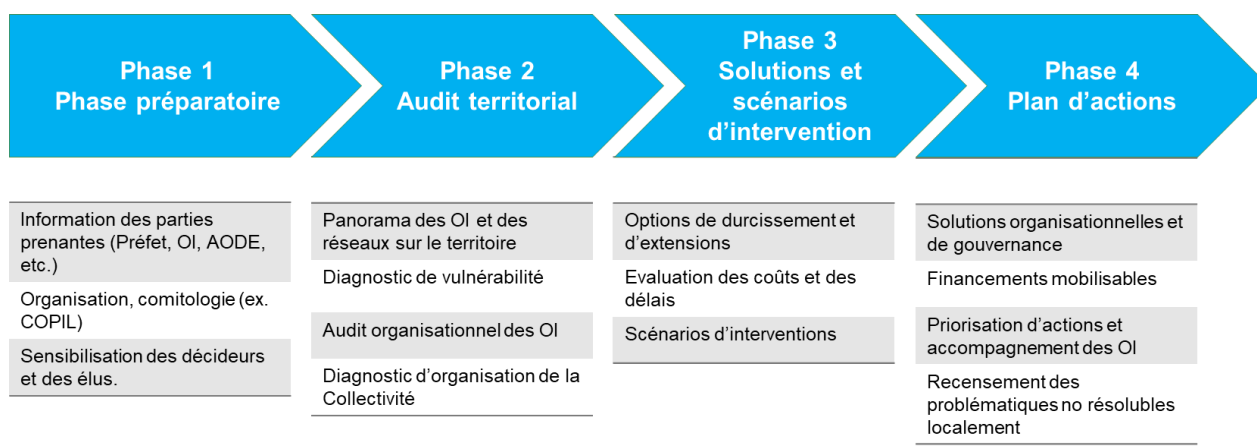 Phase 1
Phase préparatoire
Phase 2
Audit territorial
Phase 3
Solutions et
scénarios
d'intervention
Phase 4
Plan d'actions
Information des parties
prenantes (Préfet, OI, AODE,
etc.)
Organisation, comitologie (ex.
COPIL)
Sensibilisation des décideurs
et des élus.
Panorama des OI et des
réseaux sur le territoire
Diagnostic de vulnérabilité
Audit organisationnel des OI
Diagnostic d'organisation de la
Collectivité
Options de durcissement et
d'extensions
Evaluation des coûts et des
délais
Scénarios d'interventions
Solutions organisationnelles et
de gouvernance
Financements mobilisables
Priorisation d'actions et
accompagnement des OI
Recensement des
problématiques no résolubles
localement